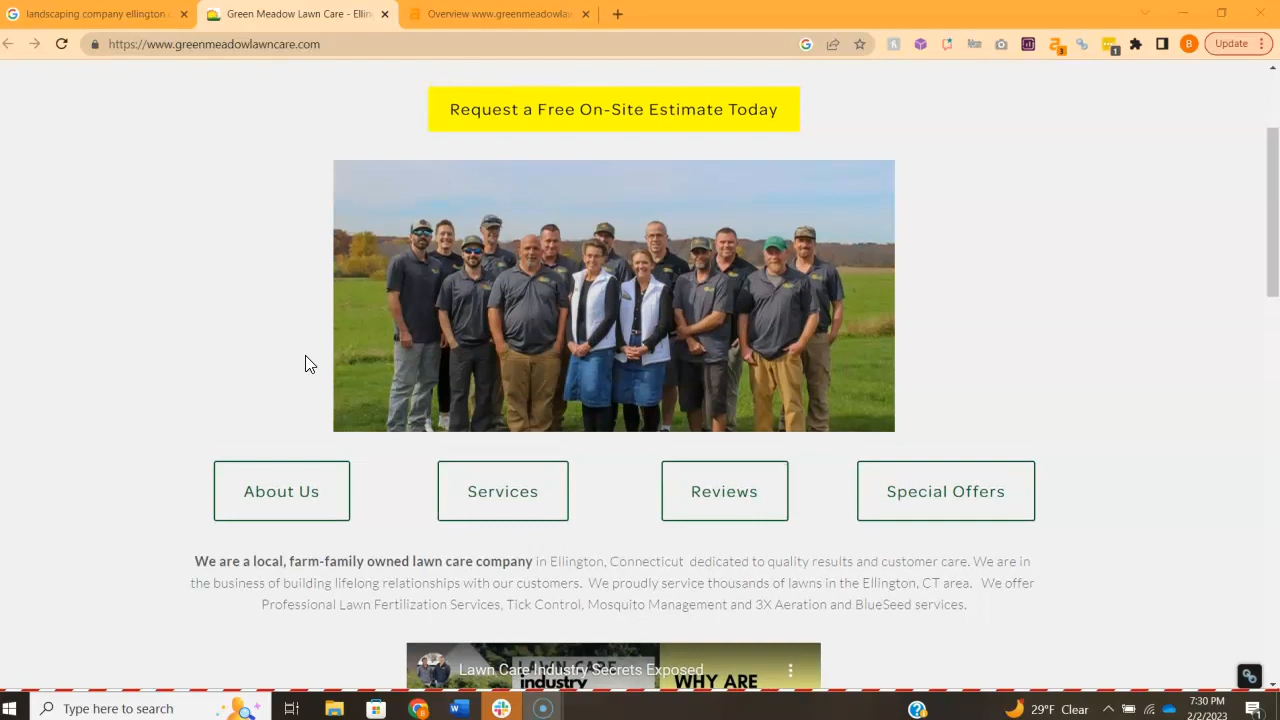 landscaping company ellington
Green Meadow Lawn Care - Ellin
Overview www.greenmeadowlaw
https://www.greenmeadowlawncare.com
3
1
B
Update
Request a Free On-Site Estimate Today
About Us
Services
Reviews
Special Offers
We are a local, farm-family owned lawn care company in Ellington, Connecticut dedicated to quality results and customer care. We are in
the business of building lifelong relationships with our customers. We proudly service thousands of lawns in the Ellington, CT area. We offer
Professional Lawn Fertilization Services, Tick Control, Mosquito Management and 3X Aeration and BlueSeed services.
Lawn Care Industry Secrets Exposed
LAWN CARE
industry
WHY ARE
Type here to search
29°F Clear
7:30 PM
2/2/2023
1